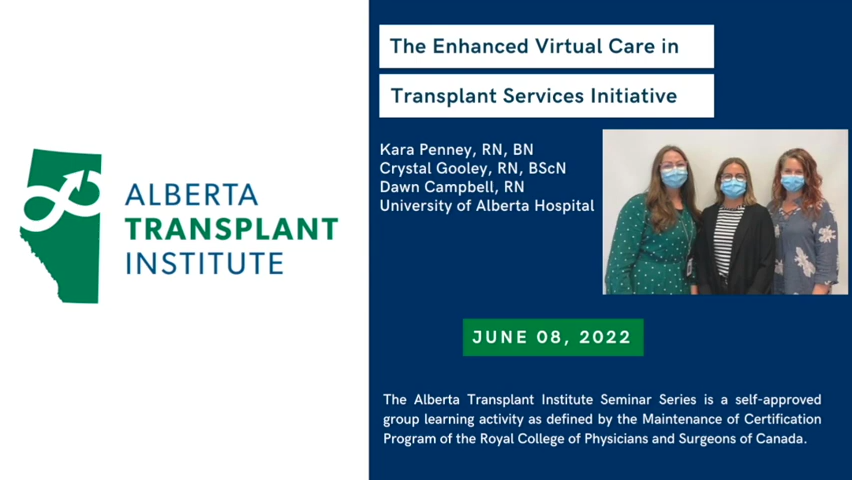 ALBERTA
TRANSPLANT
INSTITUTE
The Enhanced Virtual Care in
Transplant Services Initiative
Kara Penney, RN, BN
Crystal Gooley, RN, BScN
Dawn Campbell, RN
University of Alberta Hospital
JUNE 08, 2022
The Alberta Transplant Institute Seminar Series is a self-approved
group learning activity as defined by the Maintenance of Certification
Program of the Royal College of Physicians and Surgeons of Canada.